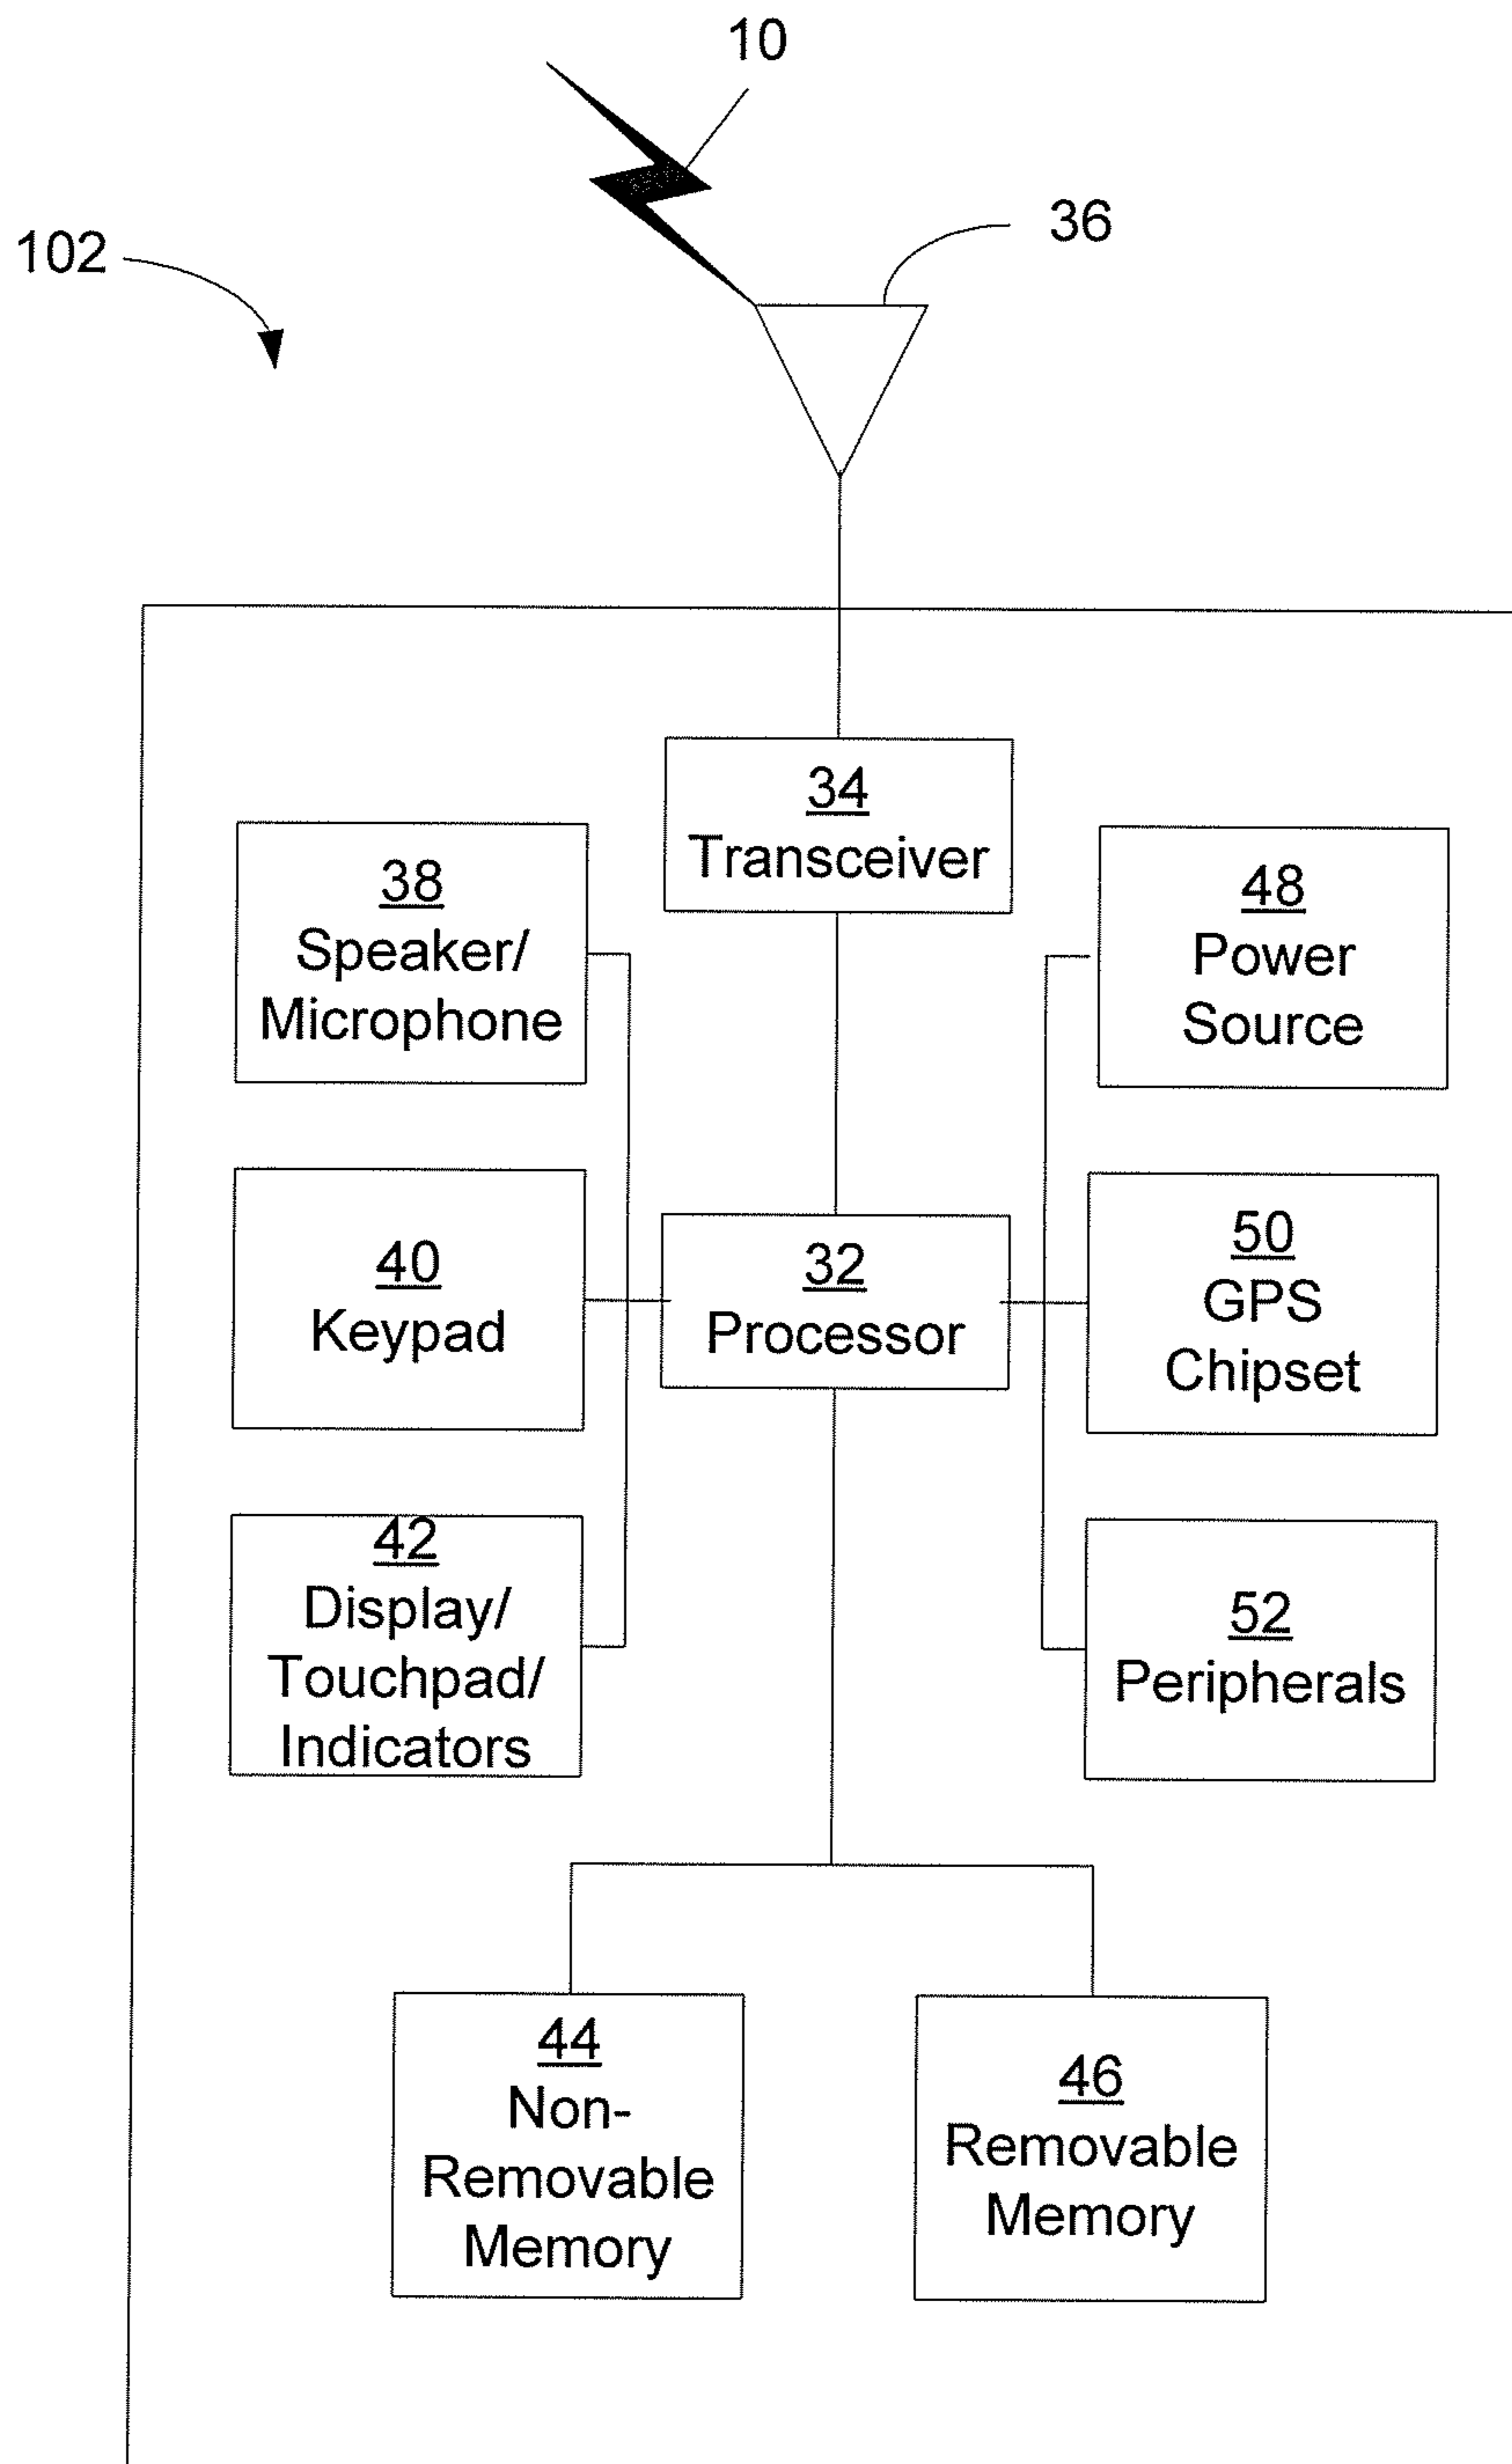 10
36
102
34
Transceiver
38
Speaker/
Microphone
48
Power
Source
40
Keypad
32
Processor
50
GPS
Chipset
42
Display/
Touchpad/
Indicators
52
Peripherals
44
Non-
Removable
Memory
46
Removable
Memory